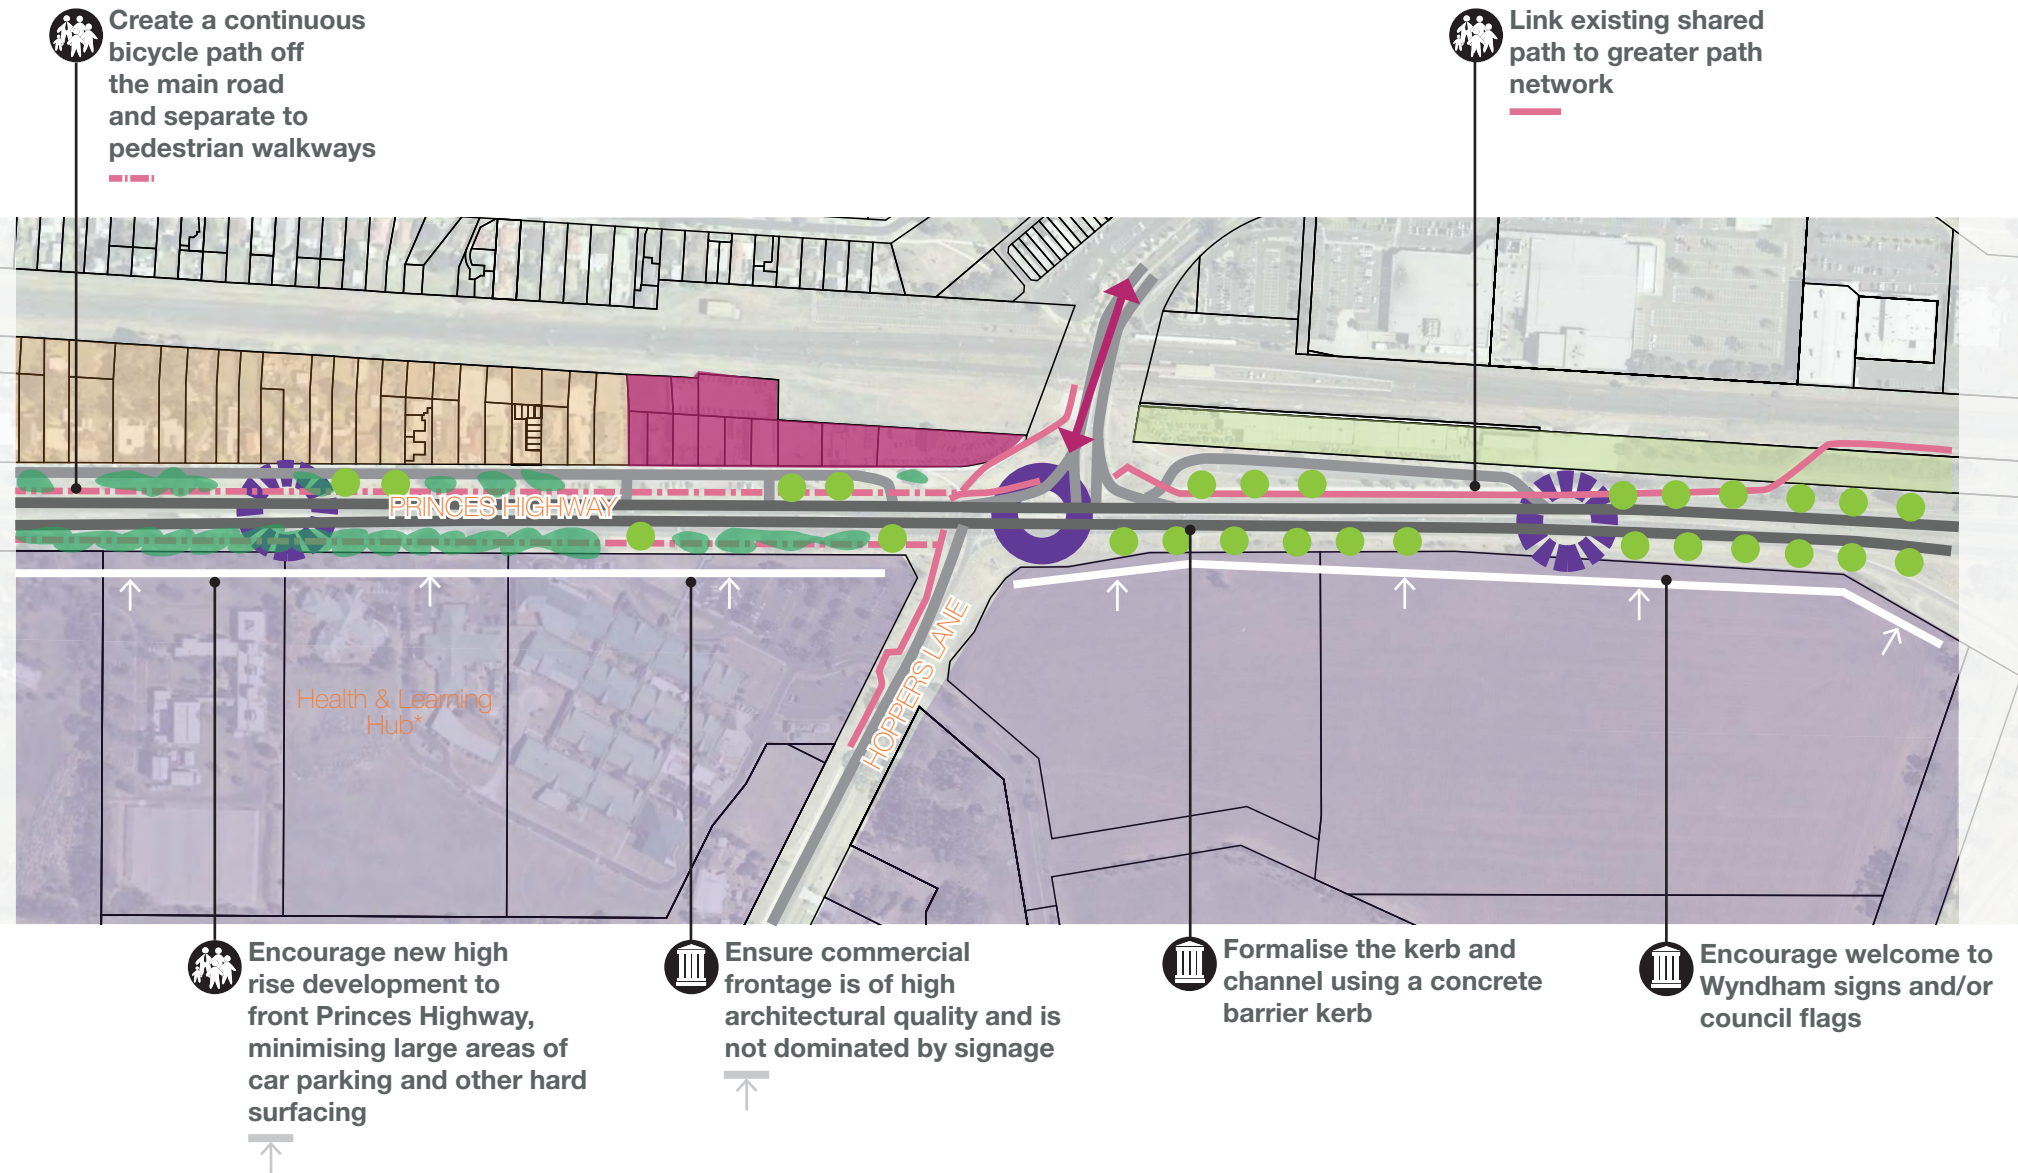 Create a continuous
bicycle path off
the main road
and separate to
pedestrian walkways
Link existing shared
path to greater path
network
PRINCES HIGHWAY
HOPPERS LANE
Health & Learning
Hub*
Encourage new high
rise development to
front Princes Highway,
minimising large areas of
car parking and other hard
surfacing
Ensure commercial
frontage is of high
architectural quality and is
not dominated by signage
Formalise the kerb and
channel using a concrete
barrier kerb
Encourage welcome to
Wyndham signs and/or
council flags